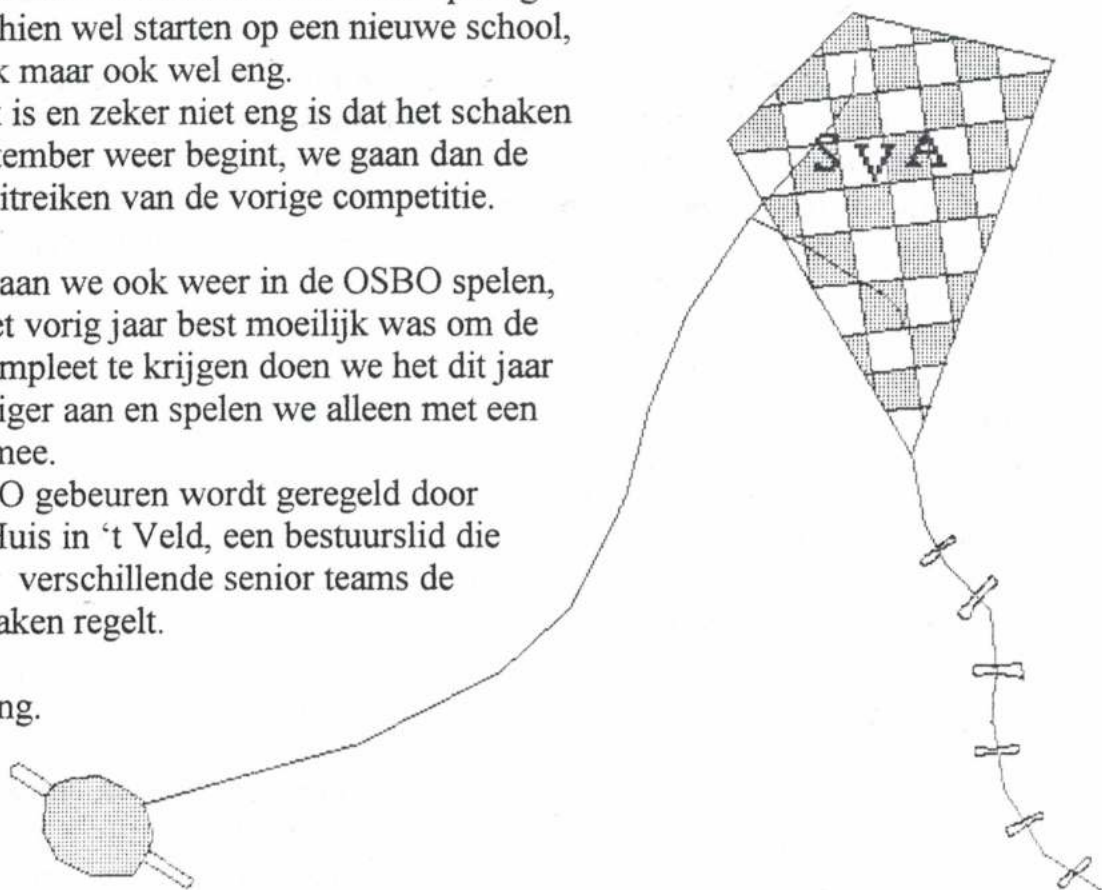 hien wel starten op een nieuwe school,
k maar ook wel eng.
k is en zeker niet eng is dat het schaken
tember weer begint, we gaan dan de
itreiken van de vorige competitie.
aan we ook weer in de OSBO spelen,
et vorig jaar best moeilijk was om de
mpleet te krijgen doen we het dit jaar
iger aan en spelen we alleen met een
mee.
O gebeuren wordt geregeld door
Huis in ‘t Veld, een bestuurslid die
verschillende senior teams de
aken regelt.
ng.
SVA